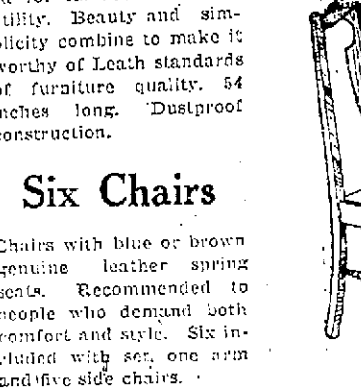 tility. Beauty and sim-
plicity combine to make it
worthy of Leath standards
of furniture quality. 54
nches long. Dustproof
construction.
Six Chairs
Chairs with blue or brown
genuine leather spring
seats. Recommended to
people who demand both
comfort and style. Six in-
cluded with set, one arm
and five side chairs.